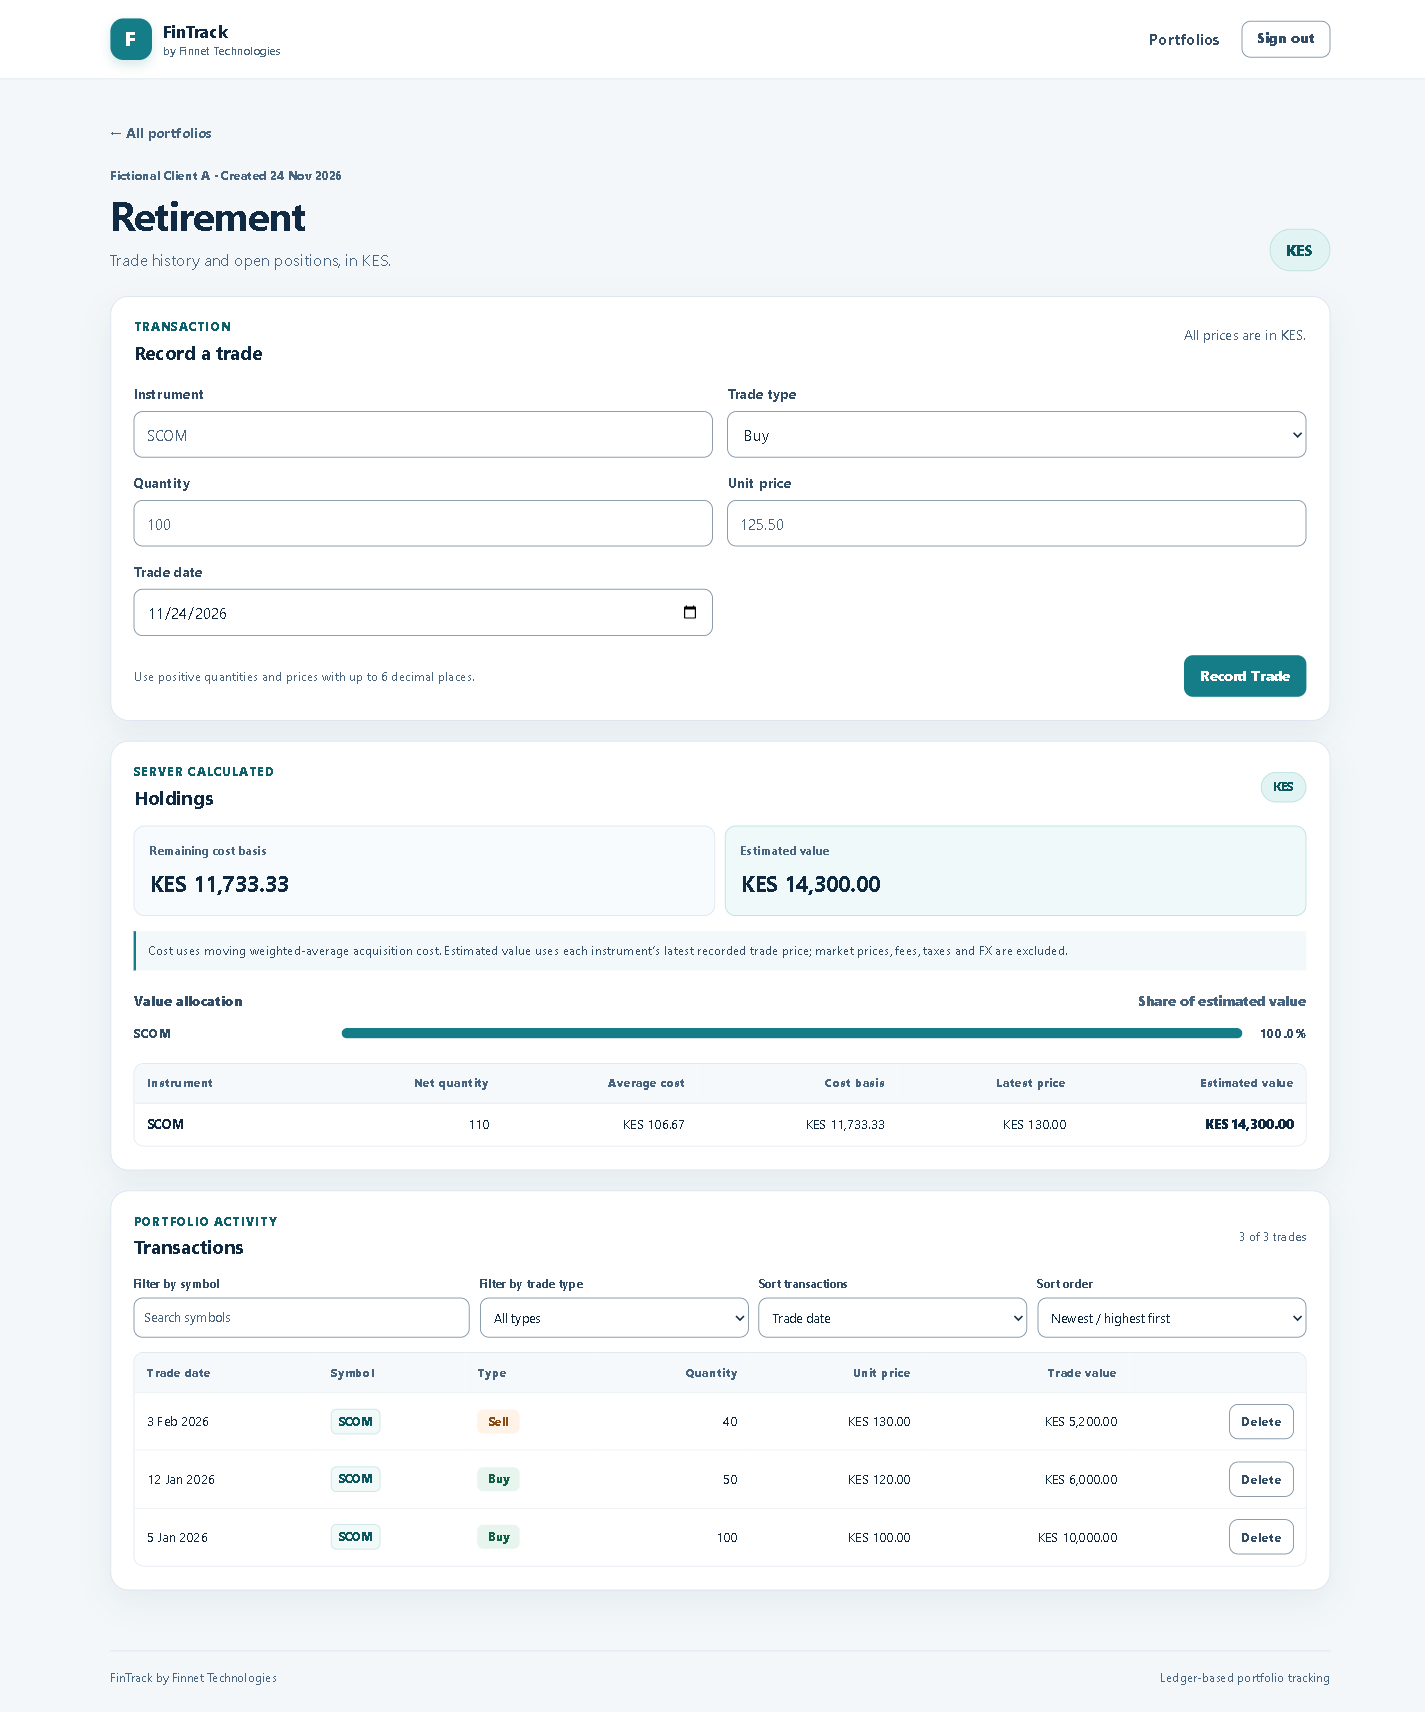 F
FinTrack
by Finnet Technologies
Portfolios
Sign out
← All portfolios
Fictional Client A · Created 24 Nov 2026
Retirement
Trade history and open positions, in KES.
KES
TRANSACTION
Record a trade
All prices are in KES.
Instrument
Trade type
SCOM
Buy
Quantity
Unit price
100
125.50
Trade date
11/24/2026
Use positive quantities and prices with up to 6 decimal places.
Record Trade
SERVER CALCULATED
Holdings
KES
Remaining cost basis
KES 11,733.33
Estimated value
KES 14,300.00
Cost uses moving weighted-average acquisition cost. Estimated value uses each instrument's latest recorded trade price; market prices, fees, taxes and FX are excluded.
Value allocation
Share of estimated value
SCOM
100.0%
Instrument Net quantity Average cost Cost basis Latest price Estimated value
SCOM 110 KES 106.67 KES 11,733.33 KES 130.00 KES 14,300.00
PORTFOLIO ACTIVITY
Transactions
3 of 3 trades
Filter by symbol Filter by trade type Sort transactions Sort order
Search symbols All types Trade date Newest / highest first
Trade date Symbol Type Quantity Unit price Trade value
3 Feb 2026 SCOM Sell 40 KES 130.00 KES 5,200.00 Delete
12 Jan 2026 SCOM Buy 50 KES 120.00 KES 6,000.00 Delete
5 Jan 2026 SCOM Buy 100 KES 100.00 KES 10,000.00 Delete
FinTrack by Finnet Technologies
Ledger-based portfolio tracking